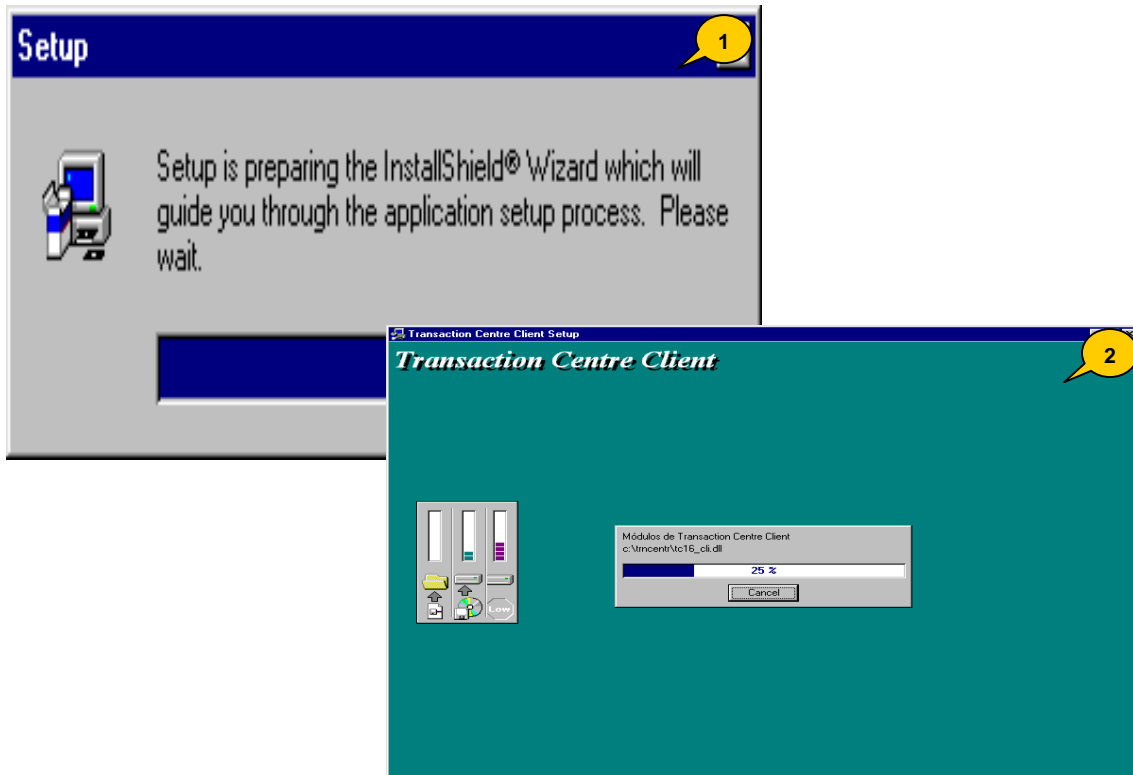 Setup
1
Setup is preparing the InstallShield® Wizard which will
guide you through the application setup process.  Please
wait.
Transaction Centre Client Setup
2
Transaction Centre Client
Módulos de Transaction Centre Client
c:\trncentr\tc16_cli.dll
25 %
Cancel
Low